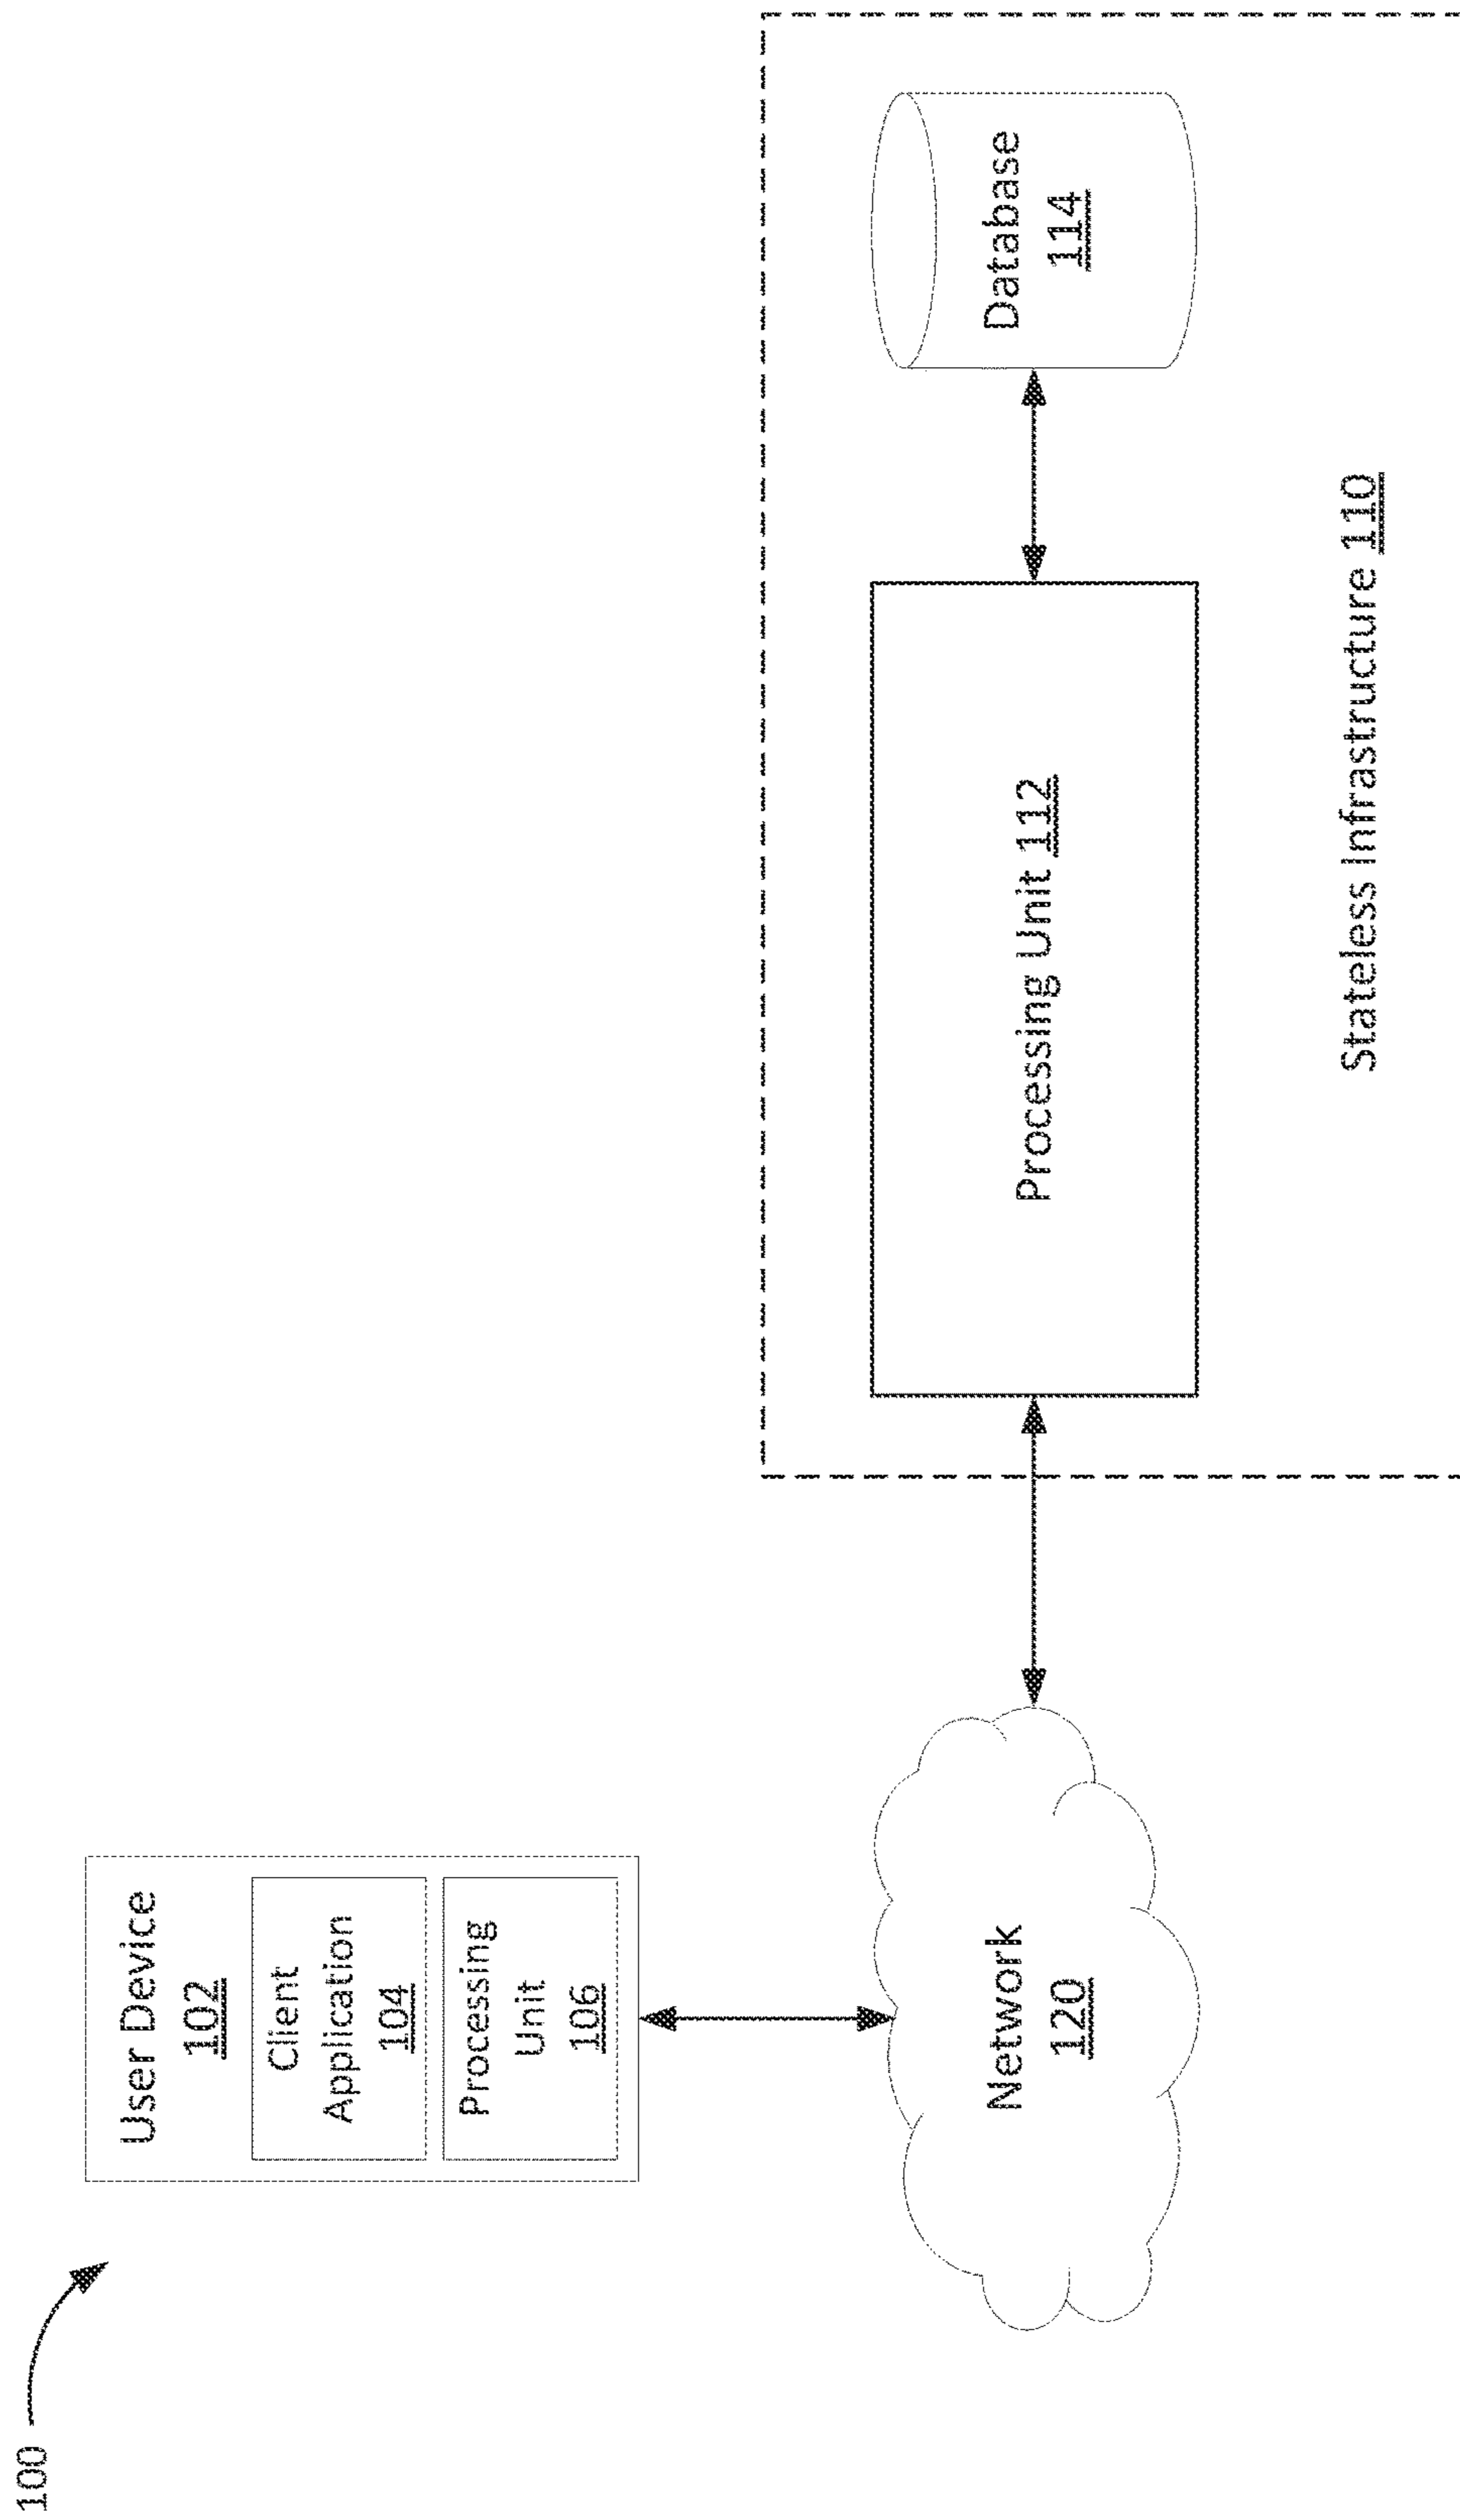 100
User Device
102
Client
Application
104
Processing
Unit
106
Network
120
Processing Unit 112
Database
114
Stateless Infrastructure 110